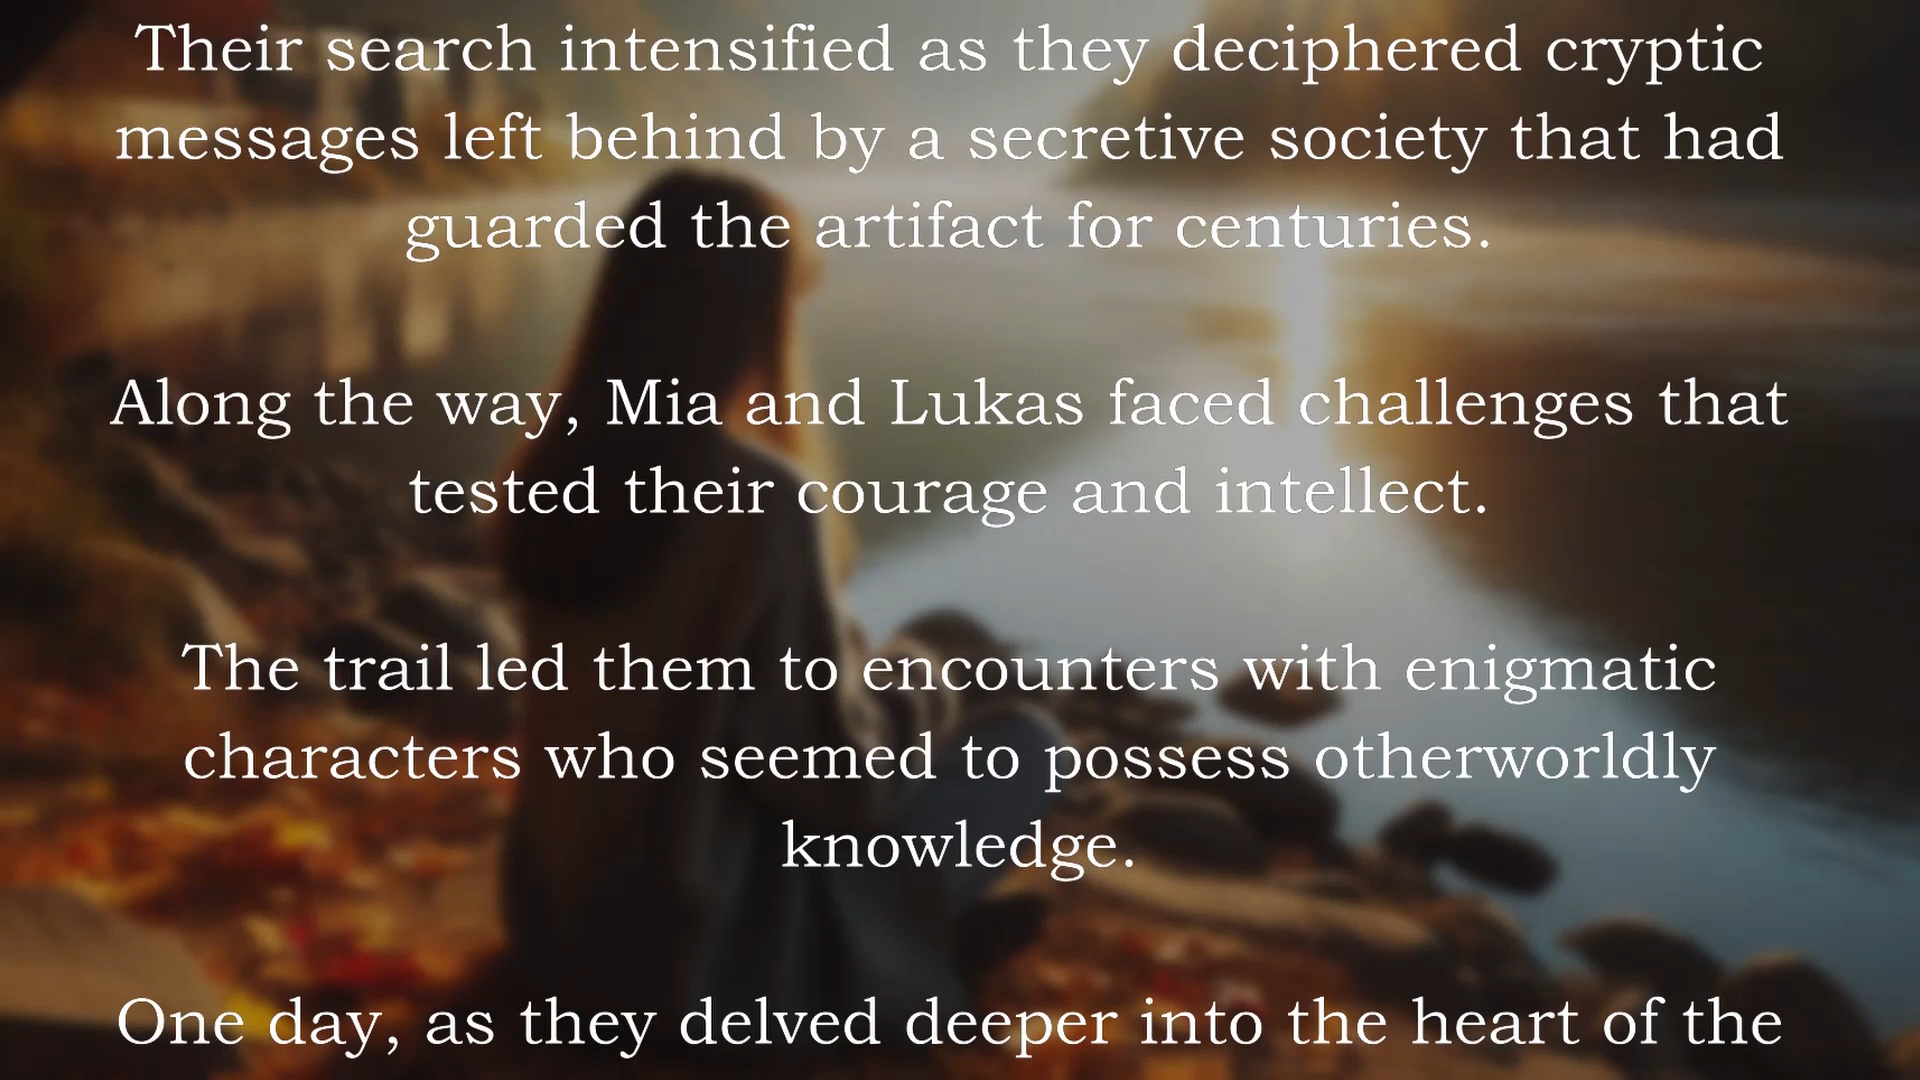 Their search intensified as they deciphered cryptic
messages left behind by a secretive society that had
guarded the artifact for centuries.
Along the way, Mia and Lukas faced challenges that
tested their courage and intellect.
The trail led them to encounters with enigmatic
characters who seemed to possess otherworldly
knowledge.
One day, as they delved deeper into the heart of the